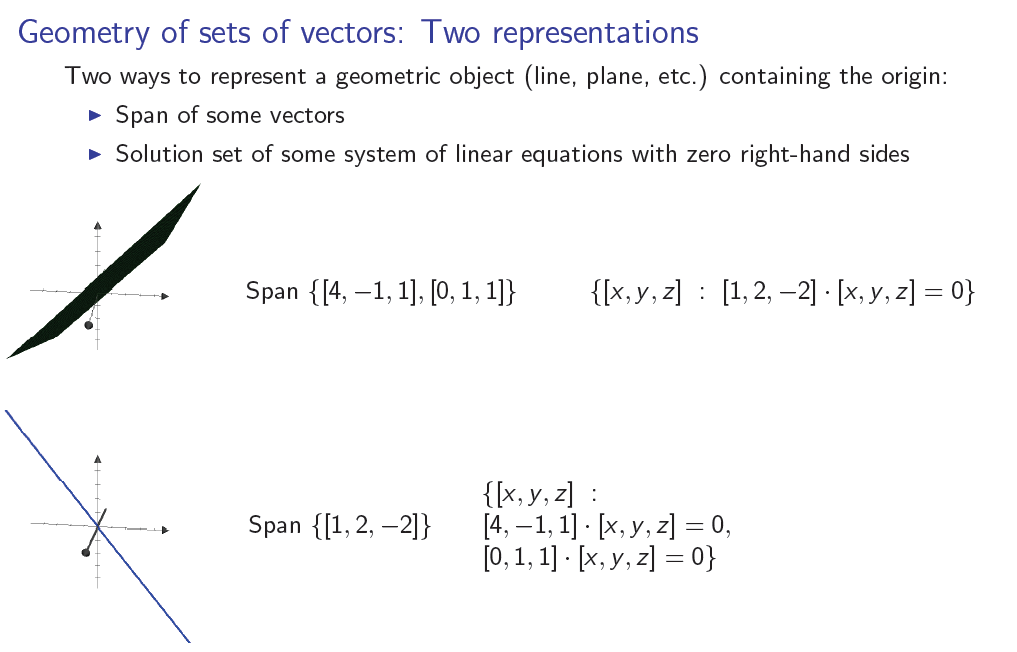 Geometry of sets of vectors: Two representations
Two ways to represent a geometric object (line, plane, etc.) containing the origin:
▶ Span of some vectors
▶ Solution set of some system of linear equations with zero right-hand sides
Span {[4, −1, 1], [0, 1, 1]} {[x, y, z] : [1, 2, −2] · [x, y, z] = 0}
Span {[1, 2, −2]}
{[x, y, z] :
[4, −1, 1] · [x, y, z] = 0,
[0, 1, 1] · [x, y, z] = 0}